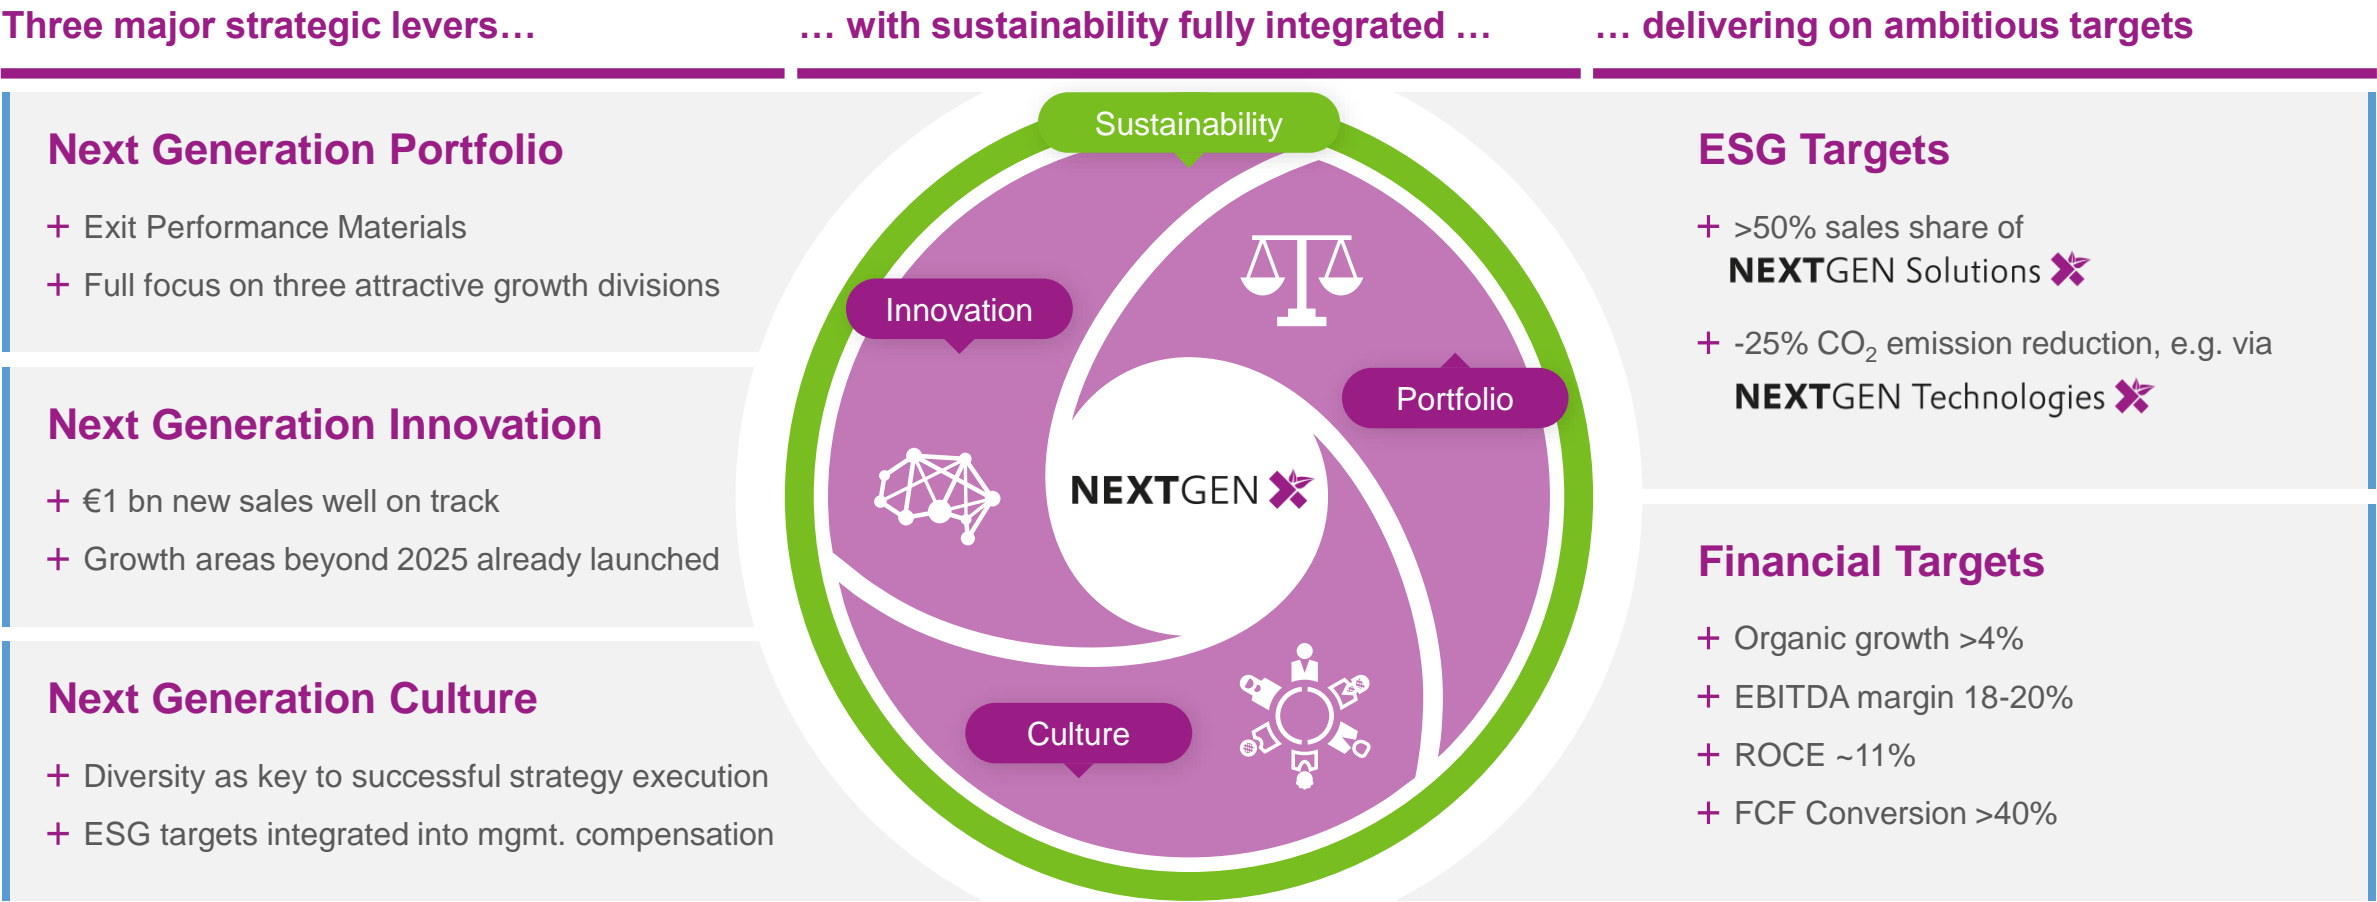 Three major strategic levers…
… with sustainability fully integrated …
… delivering on ambitious targets
Next Generation Portfolio
+ Exit Performance Materials
+ Full focus on three attractive growth divisions
Next Generation Innovation
+ €1 bn new sales well on track
+ Growth areas beyond 2025 already launched
Next Generation Culture
+ Diversity as key to successful strategy execution
+ ESG targets integrated into mgmt. compensation
Sustainability
Innovation
Portfolio
NEXTGEN
Culture
ESG Targets
+ >50% sales share of
NEXTGEN Solutions
+ -25% CO₂ emission reduction, e.g. via
NEXTGEN Technologies
Financial Targets
+ Organic growth >4%
+ EBITDA margin 18-20%
+ ROCE ~11%
+ FCF Conversion >40%